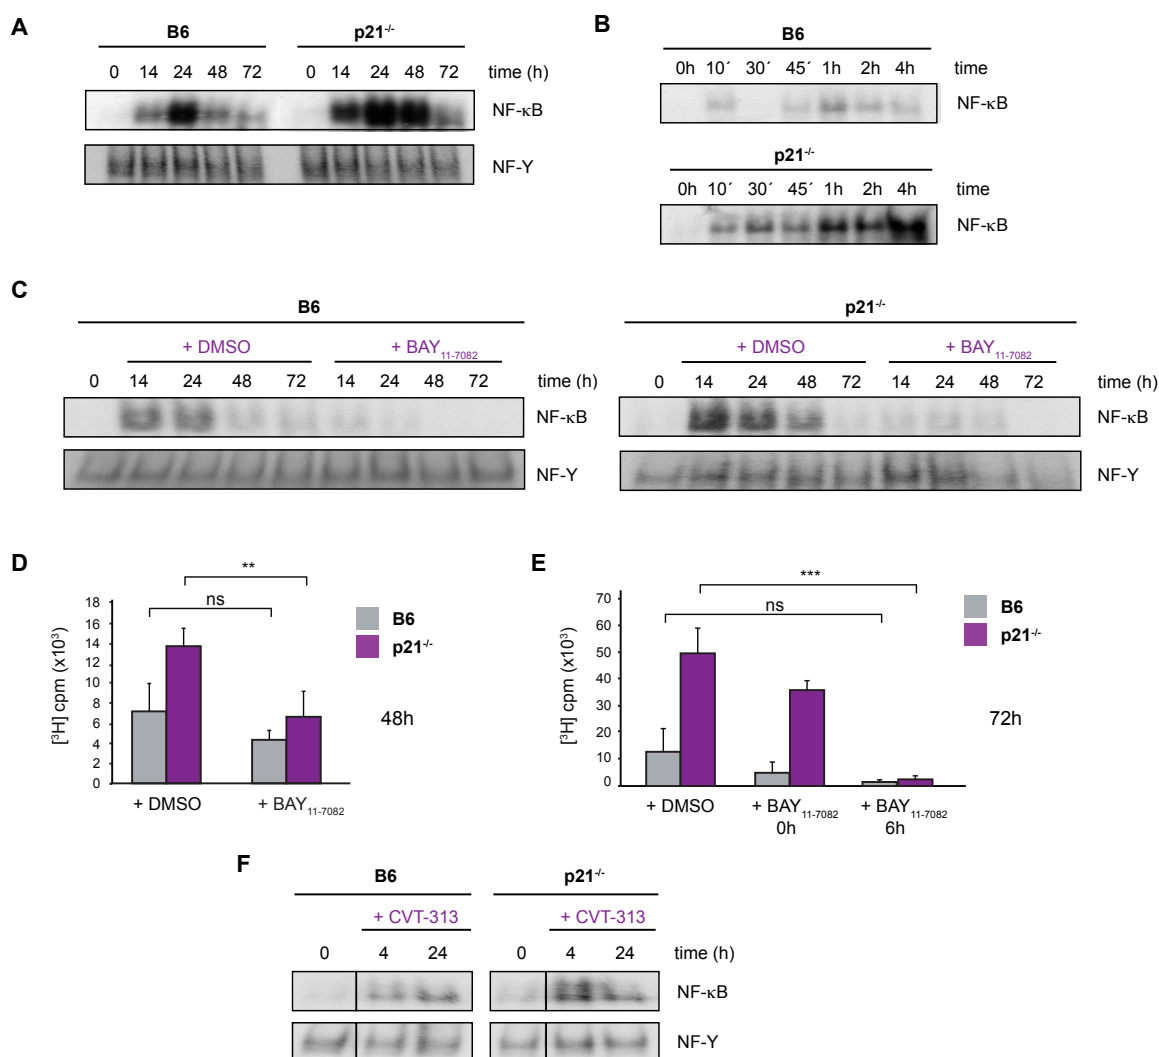 A
B6
p21-/-
0 14 24 48 72 0 14 24 48 72 time (h)
NF-κB
NF-Y
B
B6
0h 10´ 30´ 45´ 1h 2h 4h time
NF-κB
p21-/-
0h 10´ 30´ 45´ 1h 2h 4h time
NF-κB
C
B6
+ DMSO + BAY11-7082
0 14 24 48 72 14 24 48 72 time (h)
NF-κB
NF-Y
p21-/-
+ DMSO + BAY11-7082
0 14 24 48 72 14 24 48 72 time (h)
NF-κB
NF-Y
D
**
ns
[3H] cpm (x103)
18
16
14
12
10
8
6
4
2
0
+ DMSO + BAY11-7082
B6
p21-/-
48h
E
***
ns
[3H] cpm (x103)
70
60
50
40
30
20
10
0
+ DMSO + BAY11-7082 + BAY11-7082
0h 6h
B6
p21-/-
72h
F
B6 p21-/-
+ CVT-313 + CVT-313
0 4 24 0 4 24 time (h)
NF-κB
NF-Y